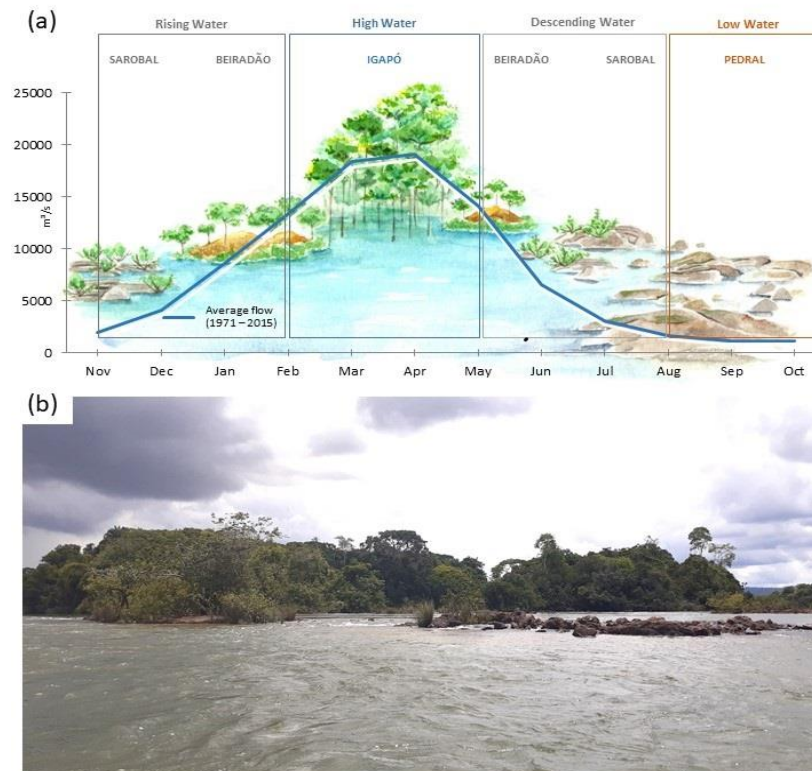 (a)
Rising Water
High Water
Descending Water
Low Water
SAROBAL
BEIRADÃO
IGAPÓ
BEIRADÃO
SAROBAL
PEDRAL
25000
20000
15000
m³/s
10000
5000
0
Average flow
(1971 – 2015)
Nov Dec Jan Feb Mar Apr May Jun Jul Aug Sep Oct
(b)